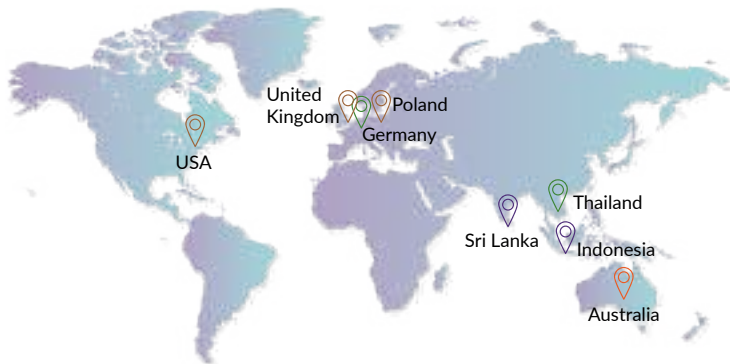 United
Kingdom
Poland
Germany
USA
Thailand
Sri Lanka
Indonesia
Australia